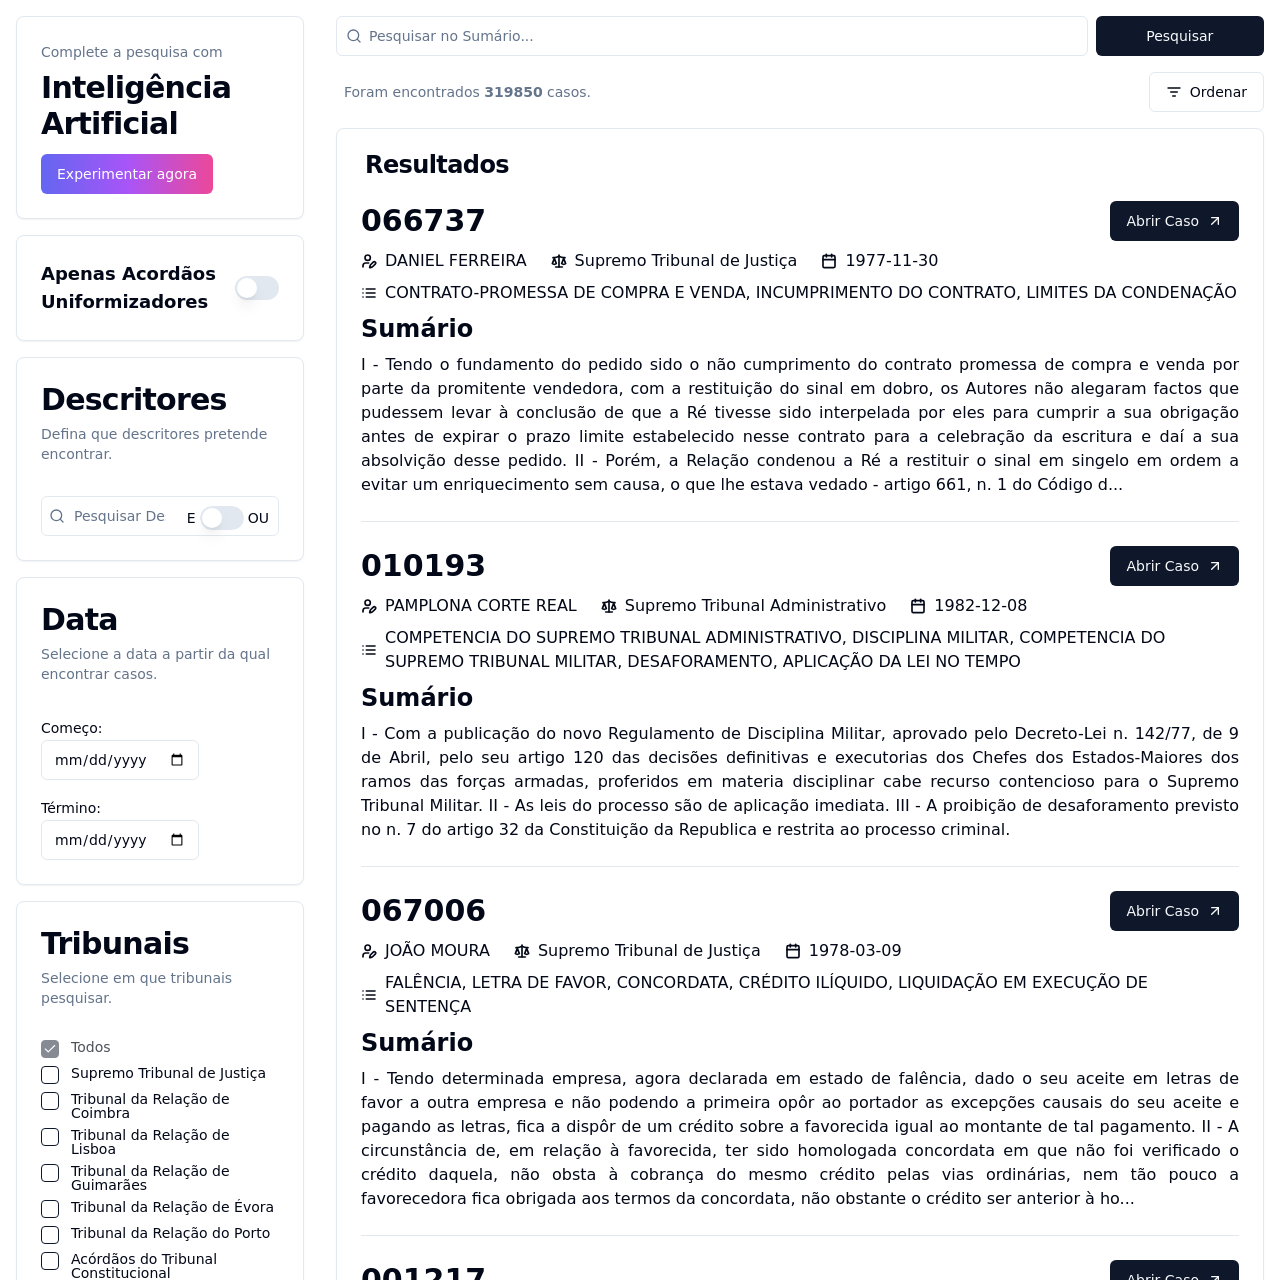 Complete a pesquisa com
Inteligência
Artificial
Experimentar agora
Apenas Acordãos
Uniformizadores
Descritores
Defina que descritores pretende
encontrar.
Pesquisar De
E
OU
Data
Selecione a data a partir da qual
encontrar casos.
Começo:
mm/dd/yyyy
Término:
mm/dd/yyyy
Tribunais
Selecione em que tribunais
pesquisar.
Todos
Supremo Tribunal de Justiça
Tribunal da Relação de
Coimbra
Tribunal da Relação de
Lisboa
Tribunal da Relação de
Guimarães
Tribunal da Relação de Évora
Tribunal da Relação do Porto
Acórdãos do Tribunal
Constitucional
Pesquisar no Sumário...
Pesquisar
Foram encontrados 319850 casos.
Ordenar
Resultados
066737
Abrir Caso
DANIEL FERREIRA
Supremo Tribunal de Justiça
1977-11-30
CONTRATO-PROMESSA DE COMPRA E VENDA, INCUMPRIMENTO DO CONTRATO, LIMITES DA CONDENAÇÃO
Sumário
I - Tendo o fundamento do pedido sido o não cumprimento do contrato promessa de compra e venda por
parte da promitente vendedora, com a restituição do sinal em dobro, os Autores não alegaram factos que
pudessem levar à conclusão de que a Ré tivesse sido interpelada por eles para cumprir a sua obrigação
antes de expirar o prazo limite estabelecido nesse contrato para a celebração da escritura e daí a sua
absolvição desse pedido. II - Porém, a Relação condenou a Ré a restituir o sinal em singelo em ordem a
evitar um enriquecimento sem causa, o que lhe estava vedado - artigo 661, n. 1 do Código d...
010193
Abrir Caso
PAMPLONA CORTE REAL
Supremo Tribunal Administrativo
1982-12-08
COMPETENCIA DO SUPREMO TRIBUNAL ADMINISTRATIVO, DISCIPLINA MILITAR, COMPETENCIA DO
SUPREMO TRIBUNAL MILITAR, DESAFORAMENTO, APLICAÇÃO DA LEI NO TEMPO
Sumário
I - Com a publicação do novo Regulamento de Disciplina Militar, aprovado pelo Decreto-Lei n. 142/77, de 9
de Abril, pelo seu artigo 120 das decisões definitivas e executorias dos Chefes dos Estados-Maiores dos
ramos das forças armadas, proferidos em materia disciplinar cabe recurso contencioso para o Supremo
Tribunal Militar. II - As leis do processo são de aplicação imediata. III - A proibição de desaforamento previsto
no n. 7 do artigo 32 da Constituição da Republica e restrita ao processo criminal.
067006
Abrir Caso
JOÃO MOURA
Supremo Tribunal de Justiça
1978-03-09
FALÊNCIA, LETRA DE FAVOR, CONCORDATA, CRÉDITO ILÍQUIDO, LIQUIDAÇÃO EM EXECUÇÃO DE
SENTENÇA
Sumário
I - Tendo determinada empresa, agora declarada em estado de falência, dado o seu aceite em letras de
favor a outra empresa e não podendo a primeira opôr ao portador as excepções causais do seu aceite e
pagando as letras, fica a dispôr de um crédito sobre a favorecida igual ao montante de tal pagamento. II - A
circunstância de, em relação à favorecida, ter sido homologada concordata em que não foi verificado o
crédito daquela, não obsta à cobrança do mesmo crédito pelas vias ordinárias, nem tão pouco a
favorecedora fica obrigada aos termos da concordata, não obstante o crédito ser anterior à ho...
001217
Abrir Caso